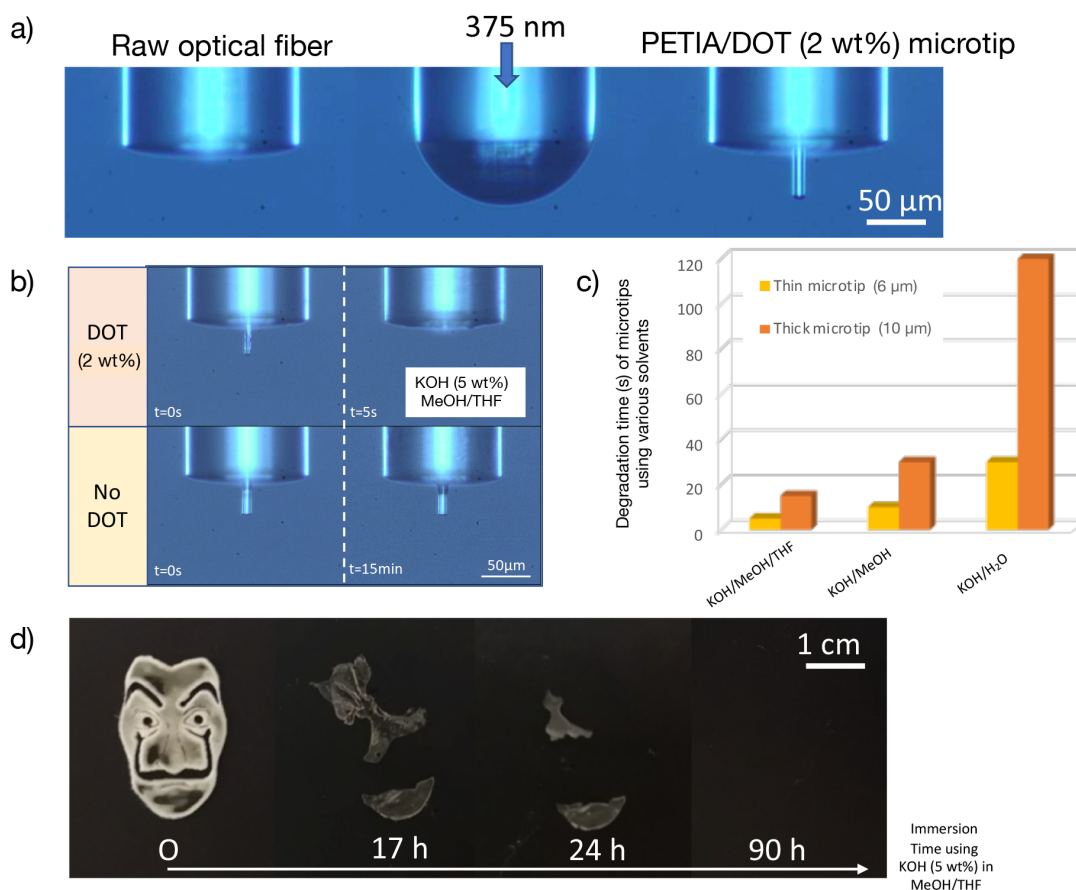 a)
Raw optical fiber
375 nm
PETIA/DOT (2 wt%) microtip
50 µm
b)
DOT
(2 wt%)
t=0s
t=5s
KOH (5 wt%)
MeOH/THF
No
DOT
t=0s
t=15min
50µm
c)
Degradation time (s) of microtips
using various solvents
120
100
80
60
40
20
0
Thin microtip (6 µm)
Thick microtip (10 µm)
KOH/MeOH/THF
KOH/MeOH
KOH/H₂O
d)
1 cm
O
17 h
24 h
90 h
Immersion
Time using
KOH (5 wt%) in
MeOH/THF